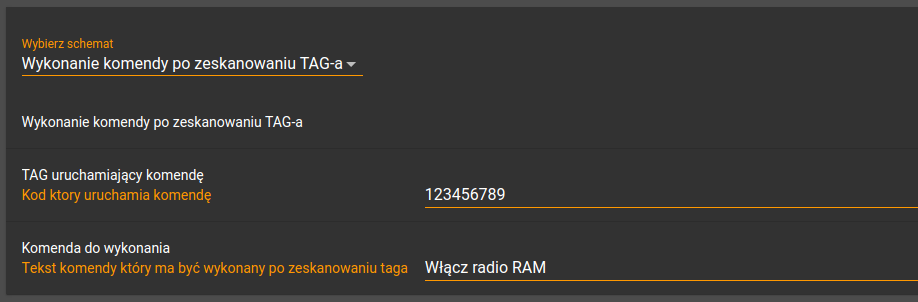 Wybierz schemat
Wykonanie komendy po zeskanowaniu TAG-a
Wykonanie komendy po zeskanowaniu TAG-a
TAG uruchamiający komendę
Kod ktory uruchamia komendę
123456789
Komenda do wykonania
Tekst komendy który ma być wykonany po zeskanowaniu taga
Włącz radio RAM